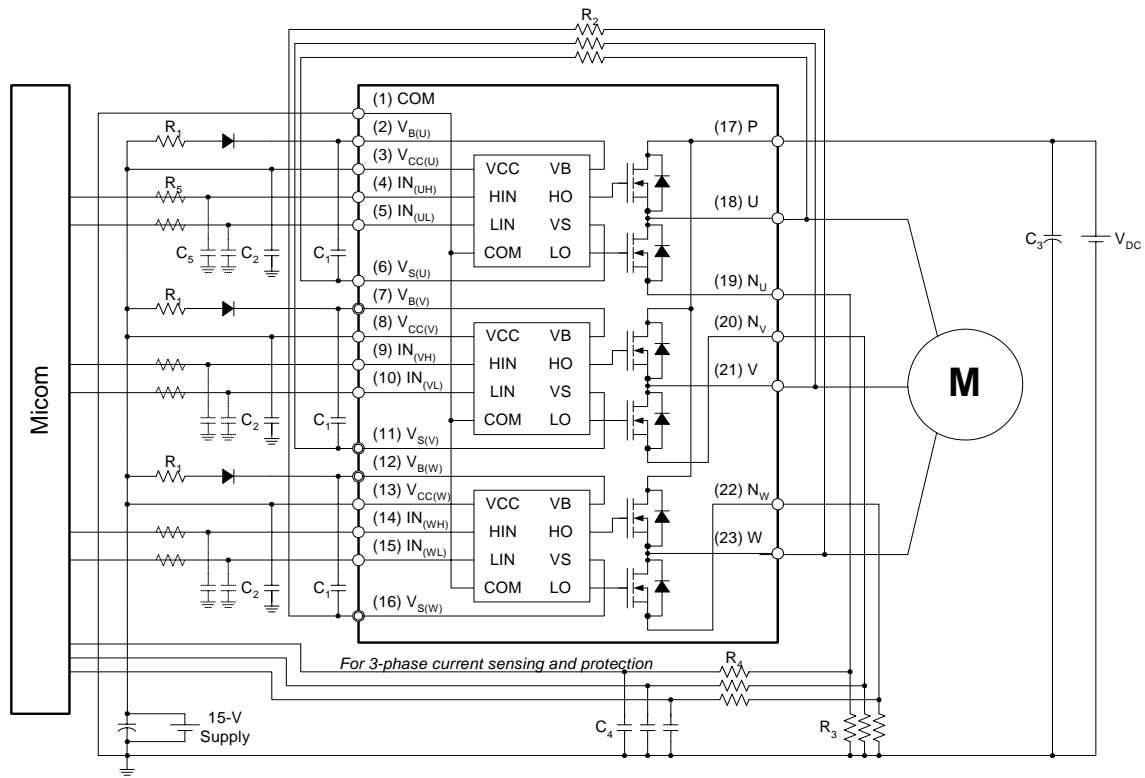 R2
(1) COM
(17) P
R1
(2) VB(U)
(3) VCC(U)
VCC VB
R5
(4) IN(UH)
HIN HO
(18) U
(5) IN(UL)
LIN VS
C5 C2 C1
COM LO
C3 VDC
(6) VS(U)
(19) NU
R1
(7) VB(V)
(20) NV
(8) VCC(V)
VCC VB
(9) IN(VH)
HIN HO
(21) V
M
(10) IN(VL)
LIN VS
C2 C1
COM LO
Micom
(11) VS(V)
R1
(12) VB(W)
(13) VCC(W)
VCC VB
(22) NW
(14) IN(WH)
HIN HO
(23) W
(15) IN(WL)
LIN VS
C2 C1
COM LO
(16) VS(W)
For 3-phase current sensing and protection
R4
15-V
Supply
C4
R3